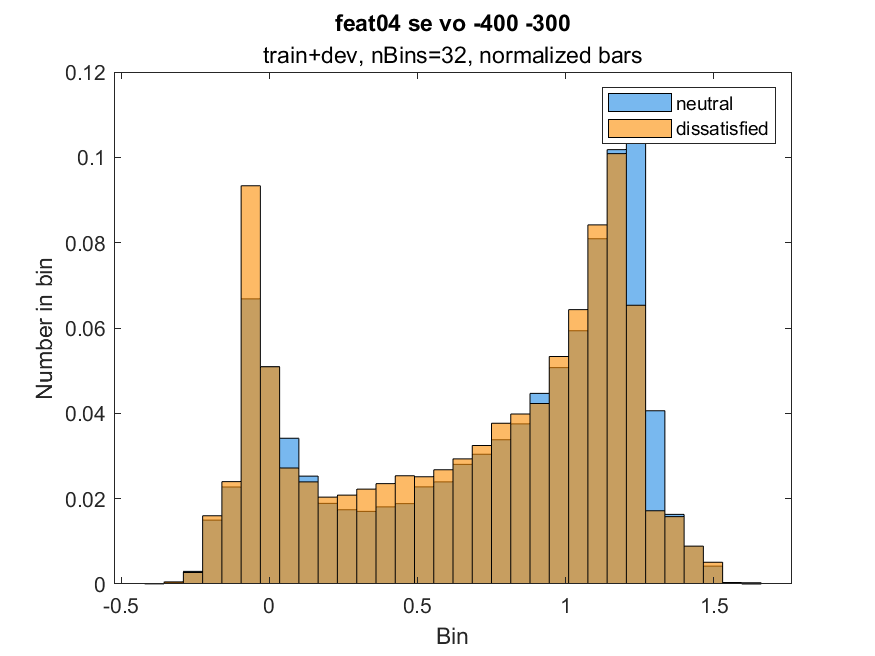 feat04 se vo -400 -300
train+dev, nBins=32, normalized bars
neutral
dissatisfied
0.12
0.1
0.08
0.06
0.04
0.02
0
Number in bin
-0.5
0
0.5
1
1.5
Bin